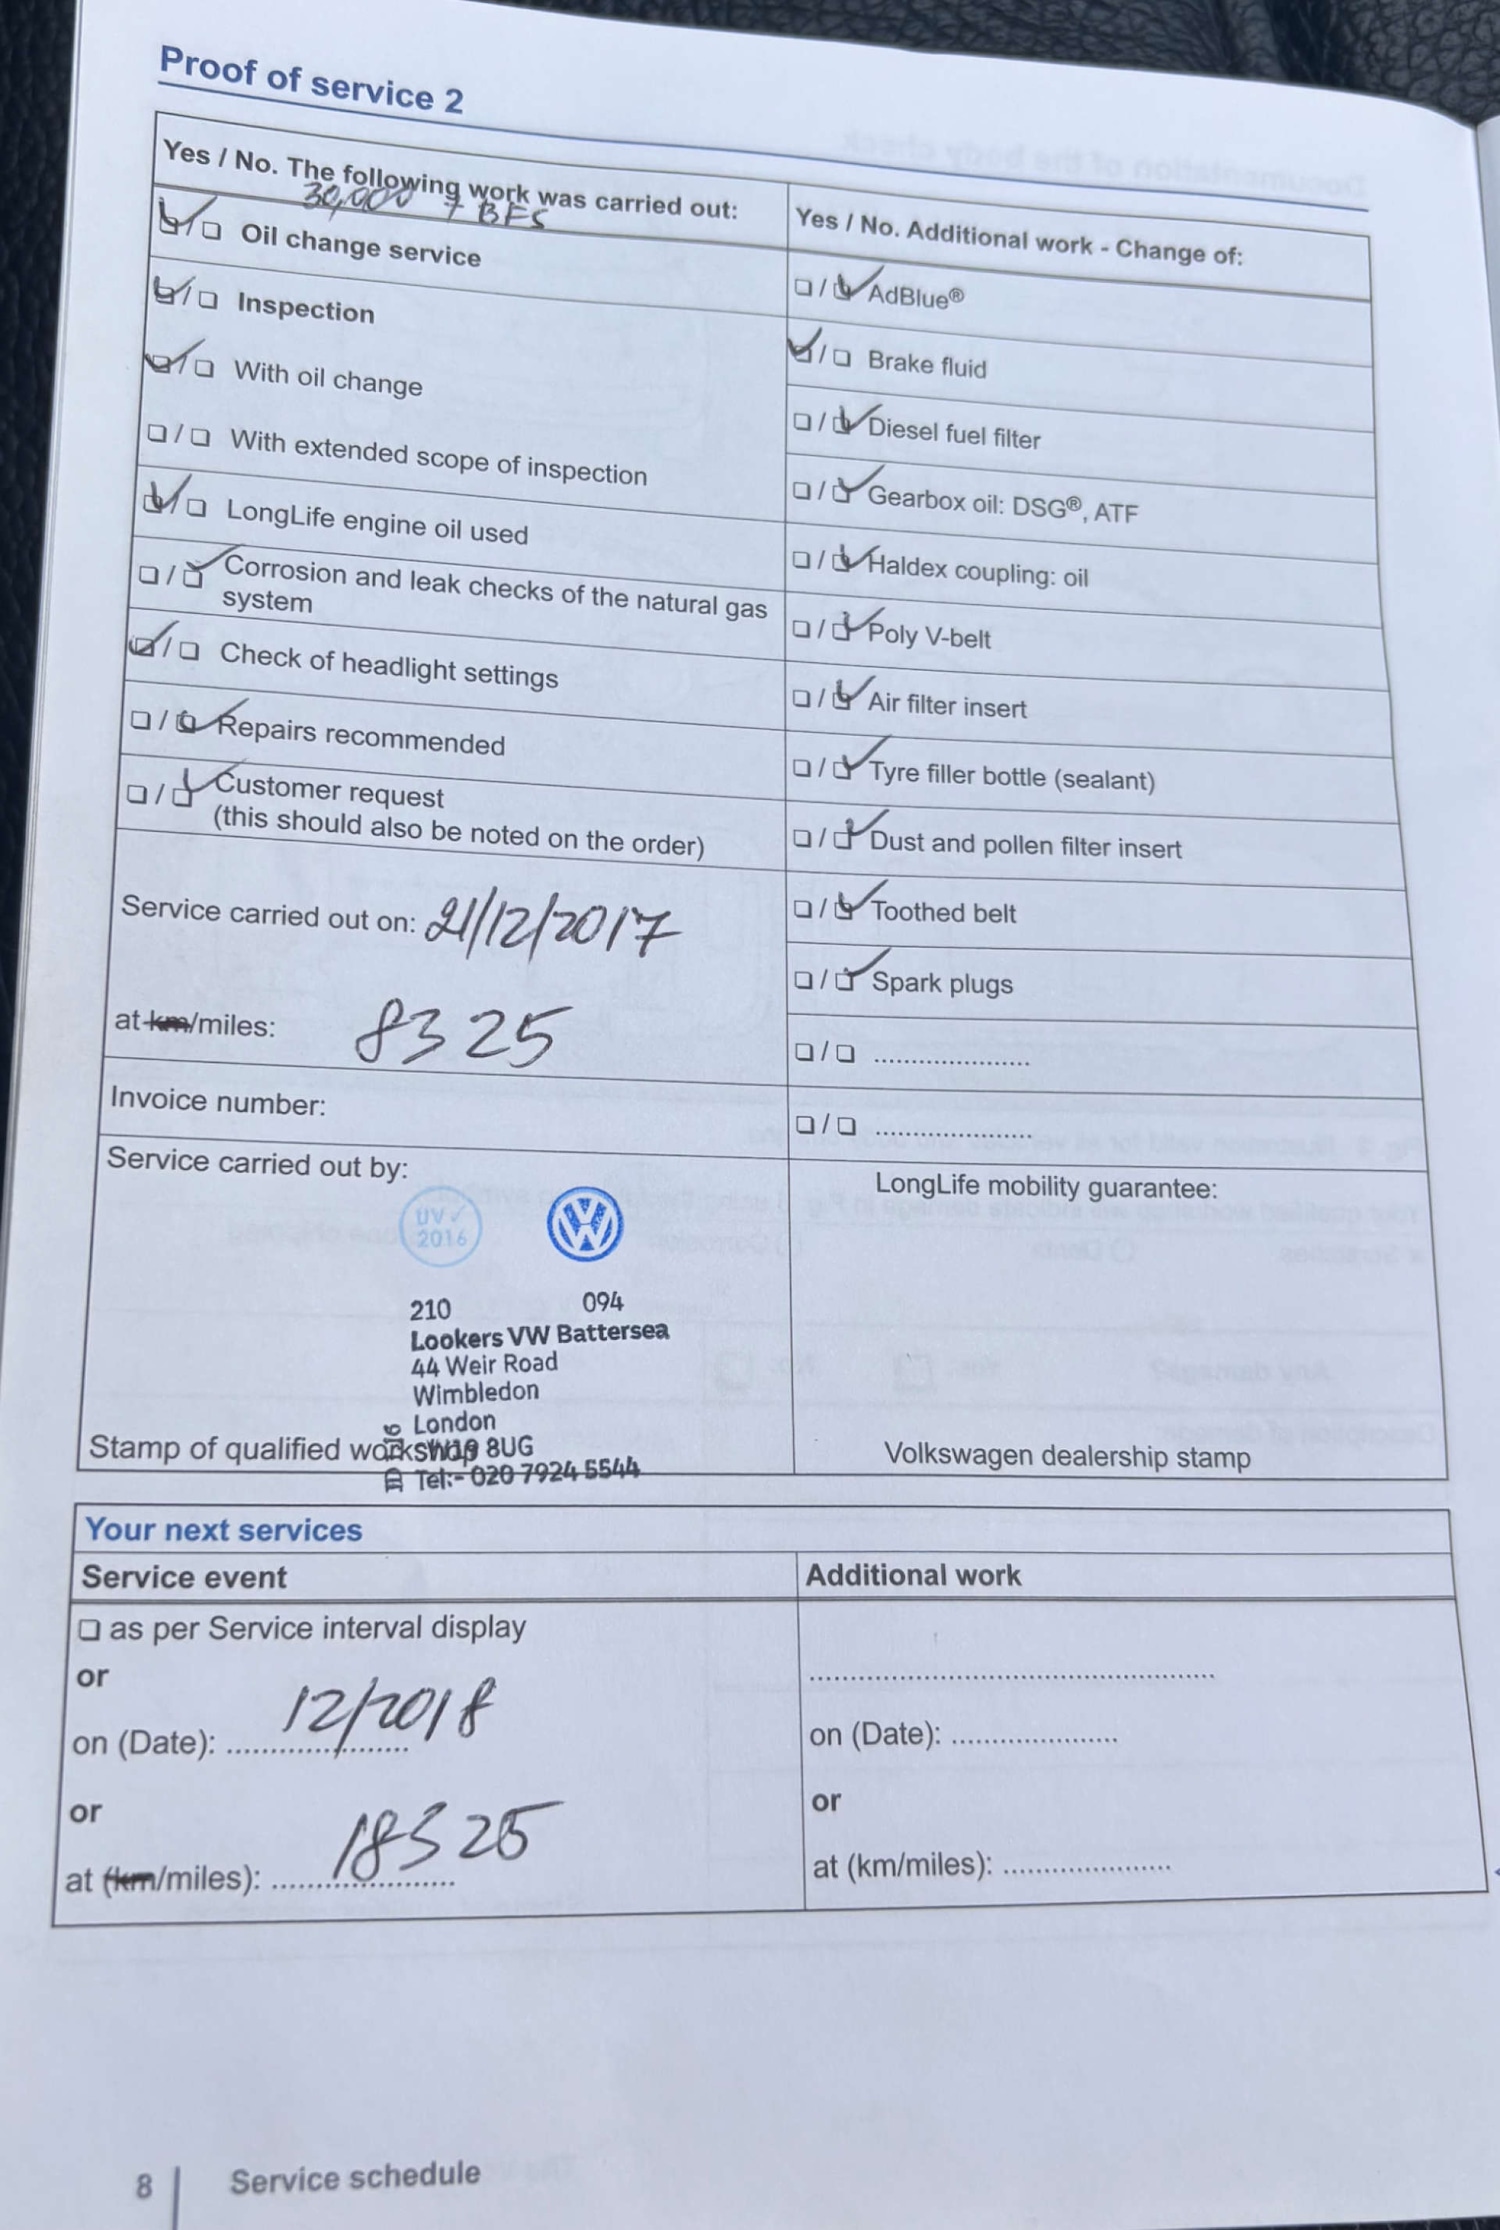 Proof of service 2
Yes / No. The following work was carried out:
30,000 + BFS
Oil change service
Inspection
With oil change
With extended scope of inspection
LongLife engine oil used
Corrosion and leak checks of the natural gas
system
Check of headlight settings
Repairs recommended
Customer request
(this should also be noted on the order)
Service carried out on: 21/12/2017
at km/miles: 8325
Invoice number:
Service carried out by:
UV✓
2016
210 094
Lookers VW Battersea
44 Weir Road
Wimbledon
London
SW19 8UG
Tel:- 020 7924 5544
Stamp of qualified workshop
Yes / No. Additional work - Change of:
AdBlue®
Brake fluid
Diesel fuel filter
Gearbox oil: DSG®, ATF
Haldex coupling: oil
Poly V-belt
Air filter insert
Tyre filler bottle (sealant)
Dust and pollen filter insert
Toothed belt
Spark plugs
LongLife mobility guarantee:
Volkswagen dealership stamp
Your next services
Service event
as per Service interval display
or
on (Date): 12/2018
or
at (km/miles): 18325
Additional work
on (Date):
or
at (km/miles):
8 Service schedule